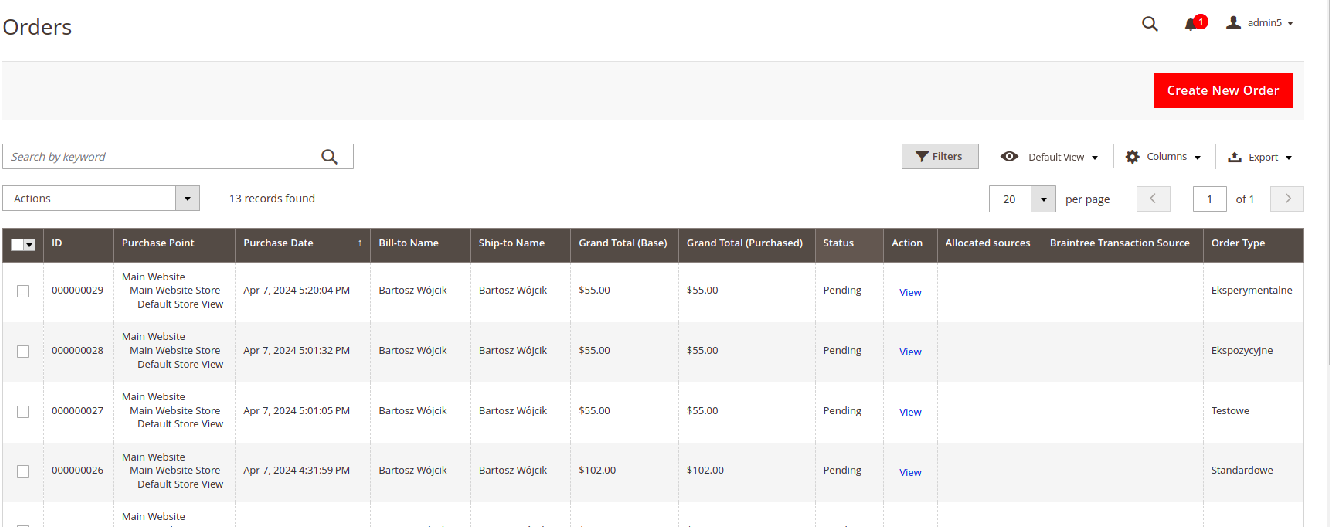 Orders
1
admin5
Create New Order
Search by keyword
Filters
Default View
Columns
Export
Actions
13 records found
20
per page
1
of 1
ID Purchase Point Purchase Date ↑ Bill-to Name Ship-to Name Grand Total (Base) Grand Total (Purchased) Status Action Allocated sources Braintree Transaction Source Order Type
Main Website
000000029 Main Website Store Apr 7, 2024 5:20:04 PM Bartosz Wójcik Bartosz Wójcik $55.00 $55.00 Pending View Eksperymentalne
Default Store View
Main Website
000000028 Main Website Store Apr 7, 2024 5:01:32 PM Bartosz Wójcik Bartosz Wójcik $55.00 $55.00 Pending View Ekspozycyjne
Default Store View
Main Website
000000027 Main Website Store Apr 7, 2024 5:01:05 PM Bartosz Wójcik Bartosz Wójcik $55.00 $55.00 Pending View Testowe
Default Store View
Main Website
000000026 Main Website Store Apr 7, 2024 4:31:59 PM Bartosz Wójcik Bartosz Wójcik $102.00 $102.00 Pending View Standardowe
Default Store View
Main Website